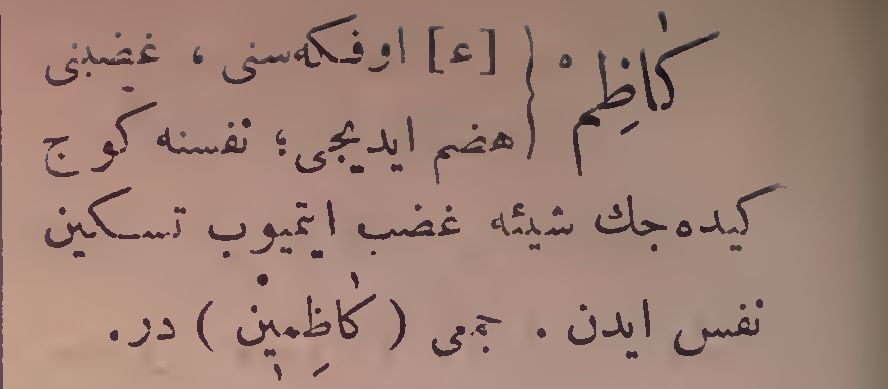 كَاظِمْ { [ع] اوفكه‌سنى ، غضبنى
هضم ايديجى؛ نفسنه كوج
كيده‌جك شيئه غضب ايتميوب تسكين
نفس ايدن . جمعى ( كَاظِمِينْ ) در.